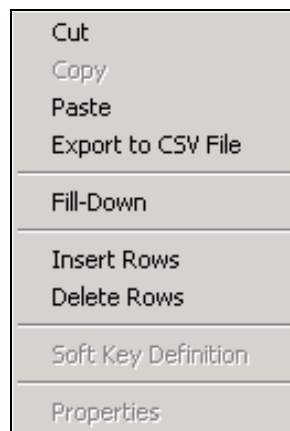 Cut
Copy
Paste
Export to CSV File
Fill-Down
Insert Rows
Delete Rows
Soft Key Definition
Properties